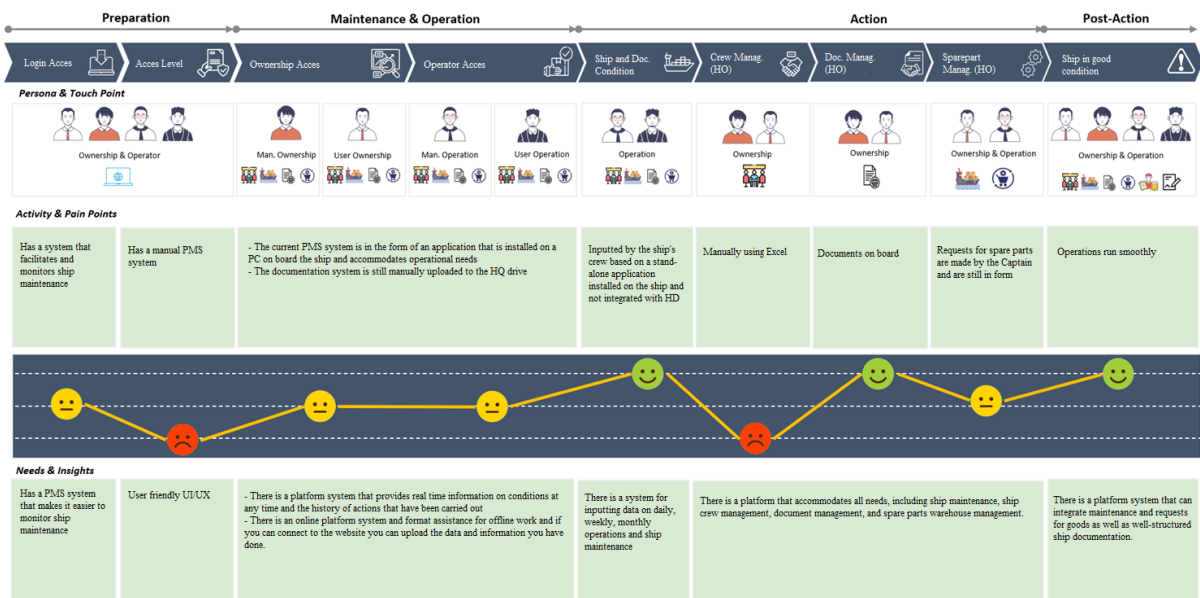 Preparation
Maintenance & Operation
Action
Post-Action
Login Acces
Acces Level
Ownership Acces
Operator Acces
Ship and Doc.
Condition
Crew Manag.
(HO)
Doc. Manag.
(HO)
Sparepart
Manag. (HO)
Ship in good
condition
Persona & Touch Point
Ownership & Operator
Man. Ownership
User Ownership
Man. Operation
User Operation
Operation
Ownership
Ownership
Ownership & Operation
Ownership & Operation
Activity & Pain Points
Has a system that
facilitates and
monitors ship
maintenance
Has a manual PMS
system
- The current PMS system is in the form of an application that is installed on a
PC on board the ship and accommodates operational needs
- The documentation system is still manually uploaded to the HQ drive
Inputted by the ship's
crew based on a stand-
alone application
installed on the ship and
not integrated with HD
Manually using Excel
Documents on board
Requests for spare parts
are made by the Captain
and are still in form
Operations run smoothly
Needs & Insights
Has a PMS system
that makes it easier to
monitor ship
maintenance
User friendly UI/UX
- There is a platform system that provides real time information on conditions at
any time and the history of actions that have been carried out
- There is an online platform system and format assistance for offline work and if
you can connect to the website you can upload the data and information you have
done.
There is a system for
inputting data on daily,
weekly, monthly
operations and ship
maintenance
There is a platform that accommodates all needs, including ship maintenance, ship
crew management, document management, and spare parts warehouse management.
There is a platform system that can
integrate maintenance and requests
for goods as well as well-structured
ship documentation.